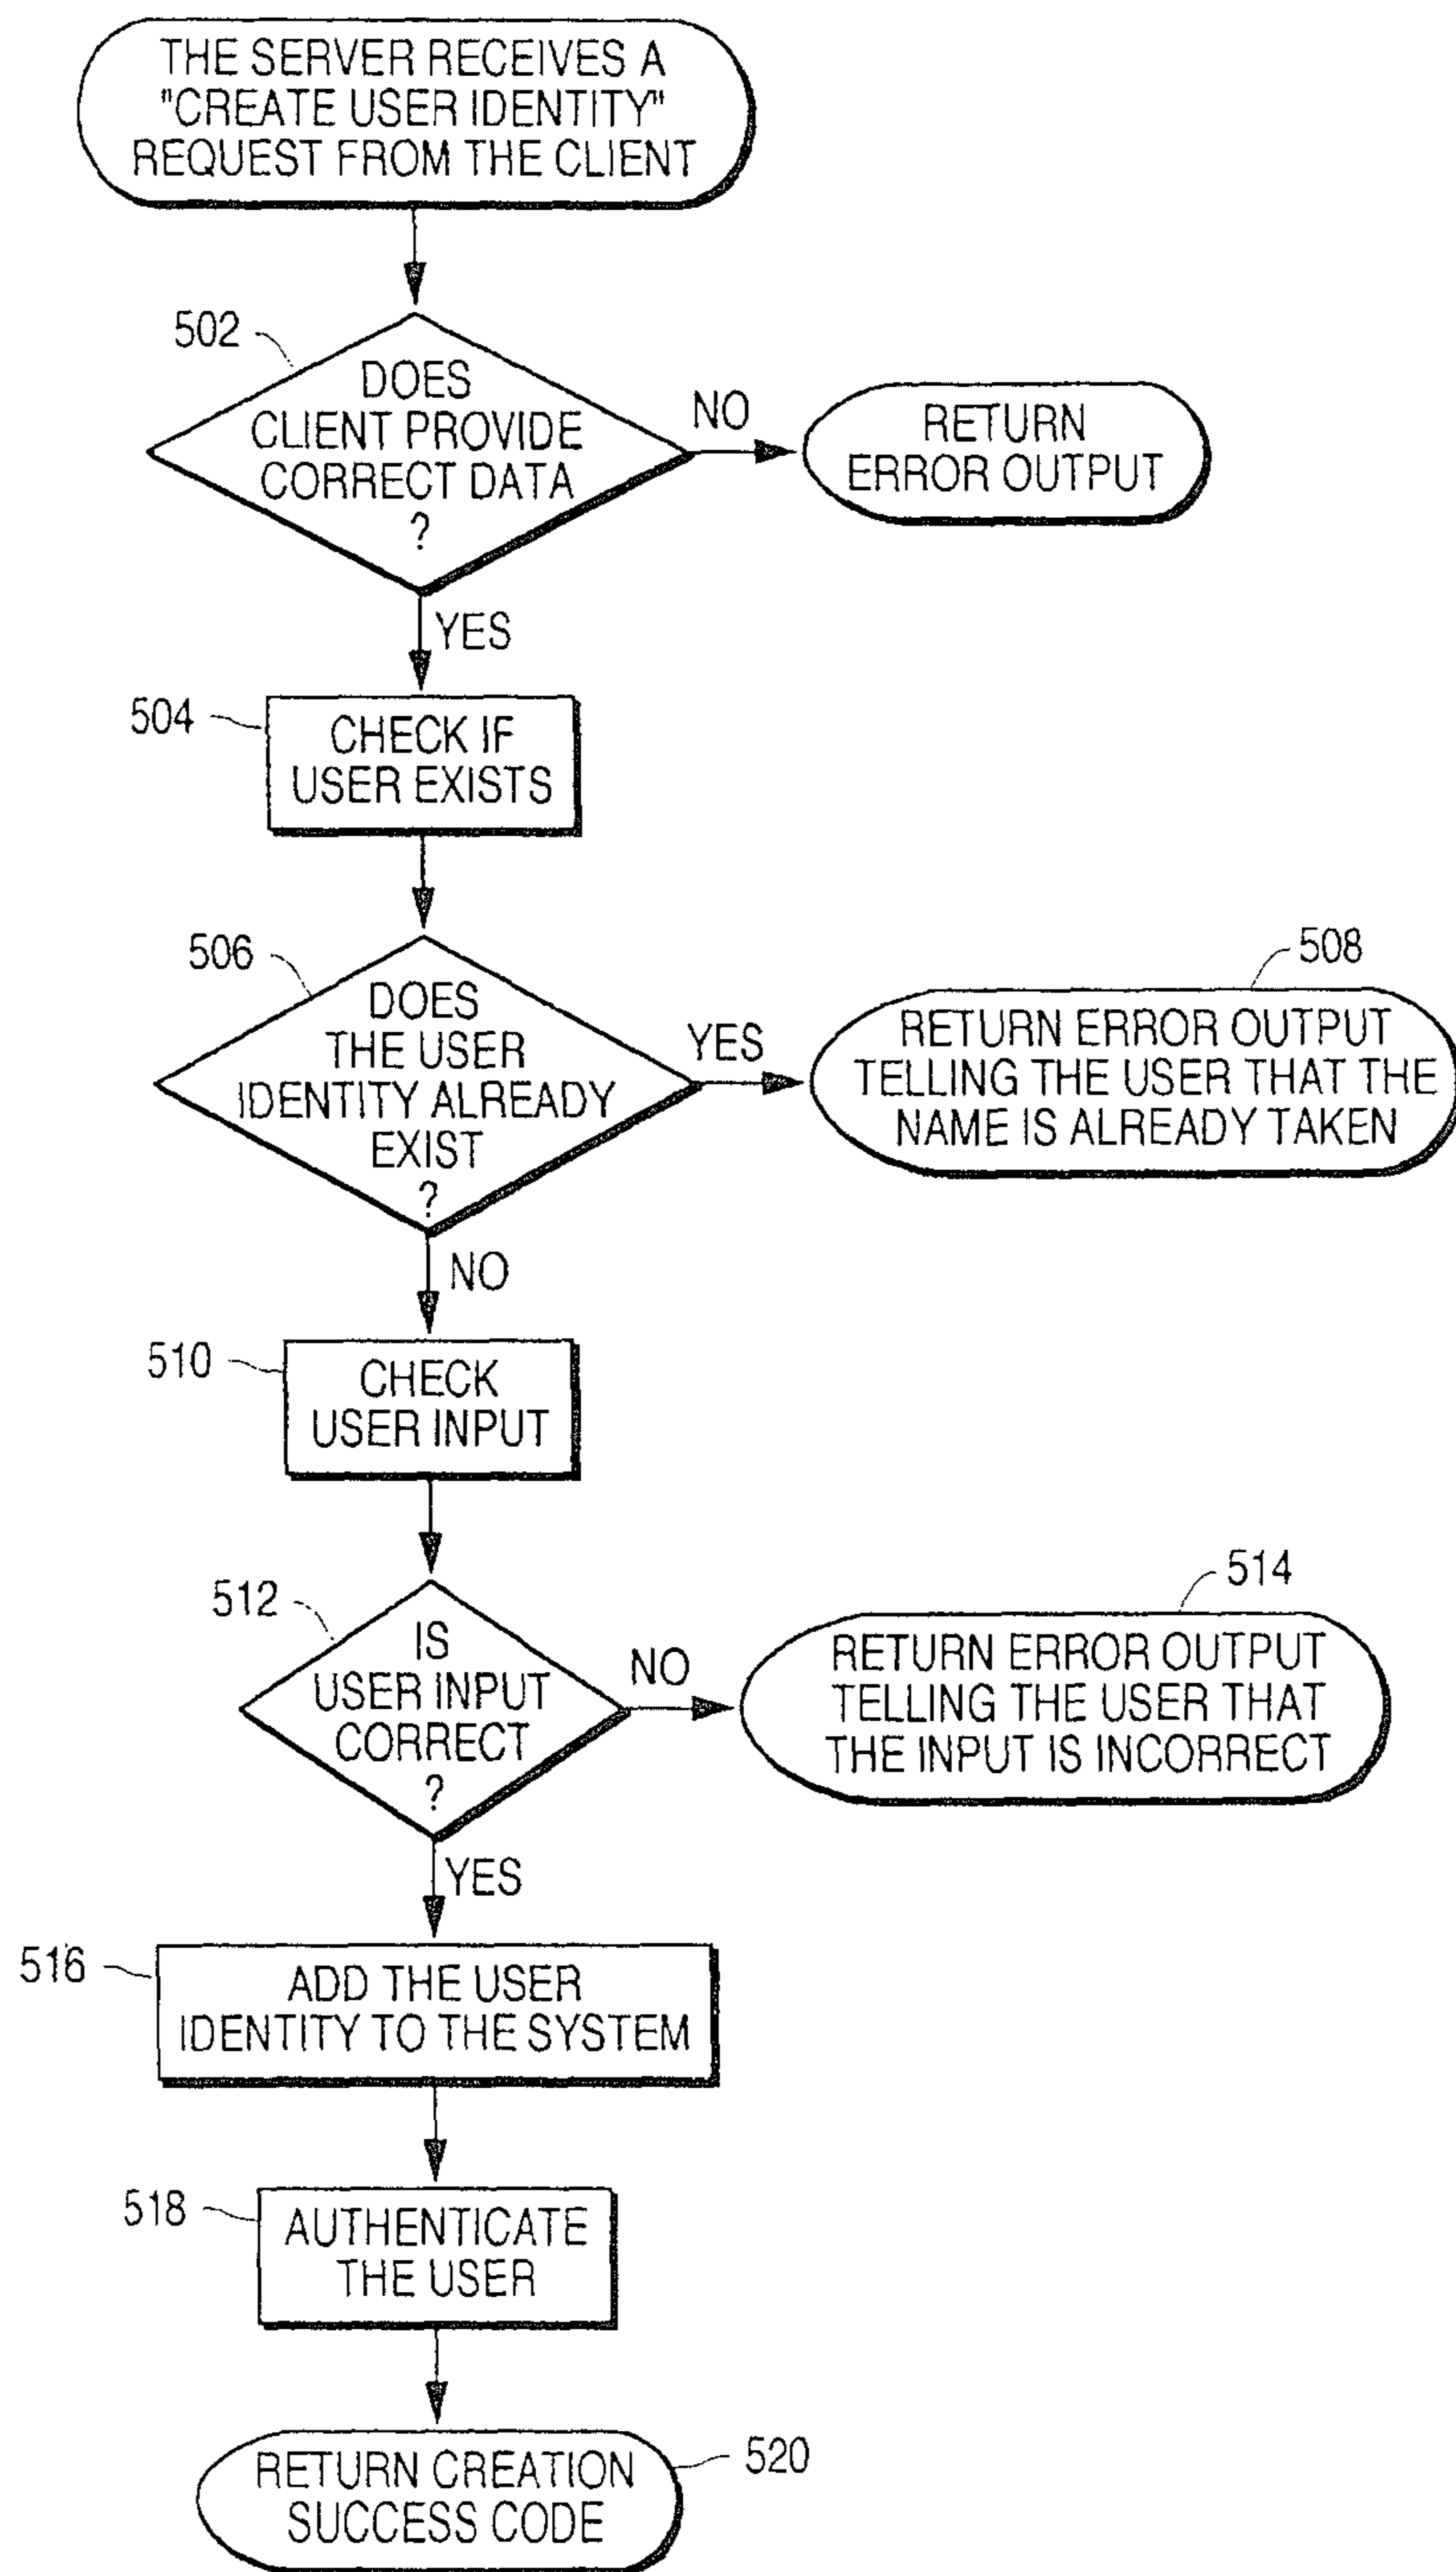 THE SERVER RECEIVES A
"CREATE USER IDENTITY"
REQUEST FROM THE CLIENT
502
DOES
CLIENT PROVIDE
CORRECT DATA
?
NO
RETURN
ERROR OUTPUT
YES
504
CHECK IF
USER EXISTS
506
DOES
THE USER
IDENTITY ALREADY
EXIST
?
YES
508
RETURN ERROR OUTPUT
TELLING THE USER THAT THE
NAME IS ALREADY TAKEN
NO
510
CHECK
USER INPUT
512
IS
USER INPUT
CORRECT
?
NO
514
RETURN ERROR OUTPUT
TELLING THE USER THAT
THE INPUT IS INCORRECT
YES
516
ADD THE USER
IDENTITY TO THE SYSTEM
518
AUTHENTICATE
THE USER
RETURN CREATION
SUCCESS CODE
520